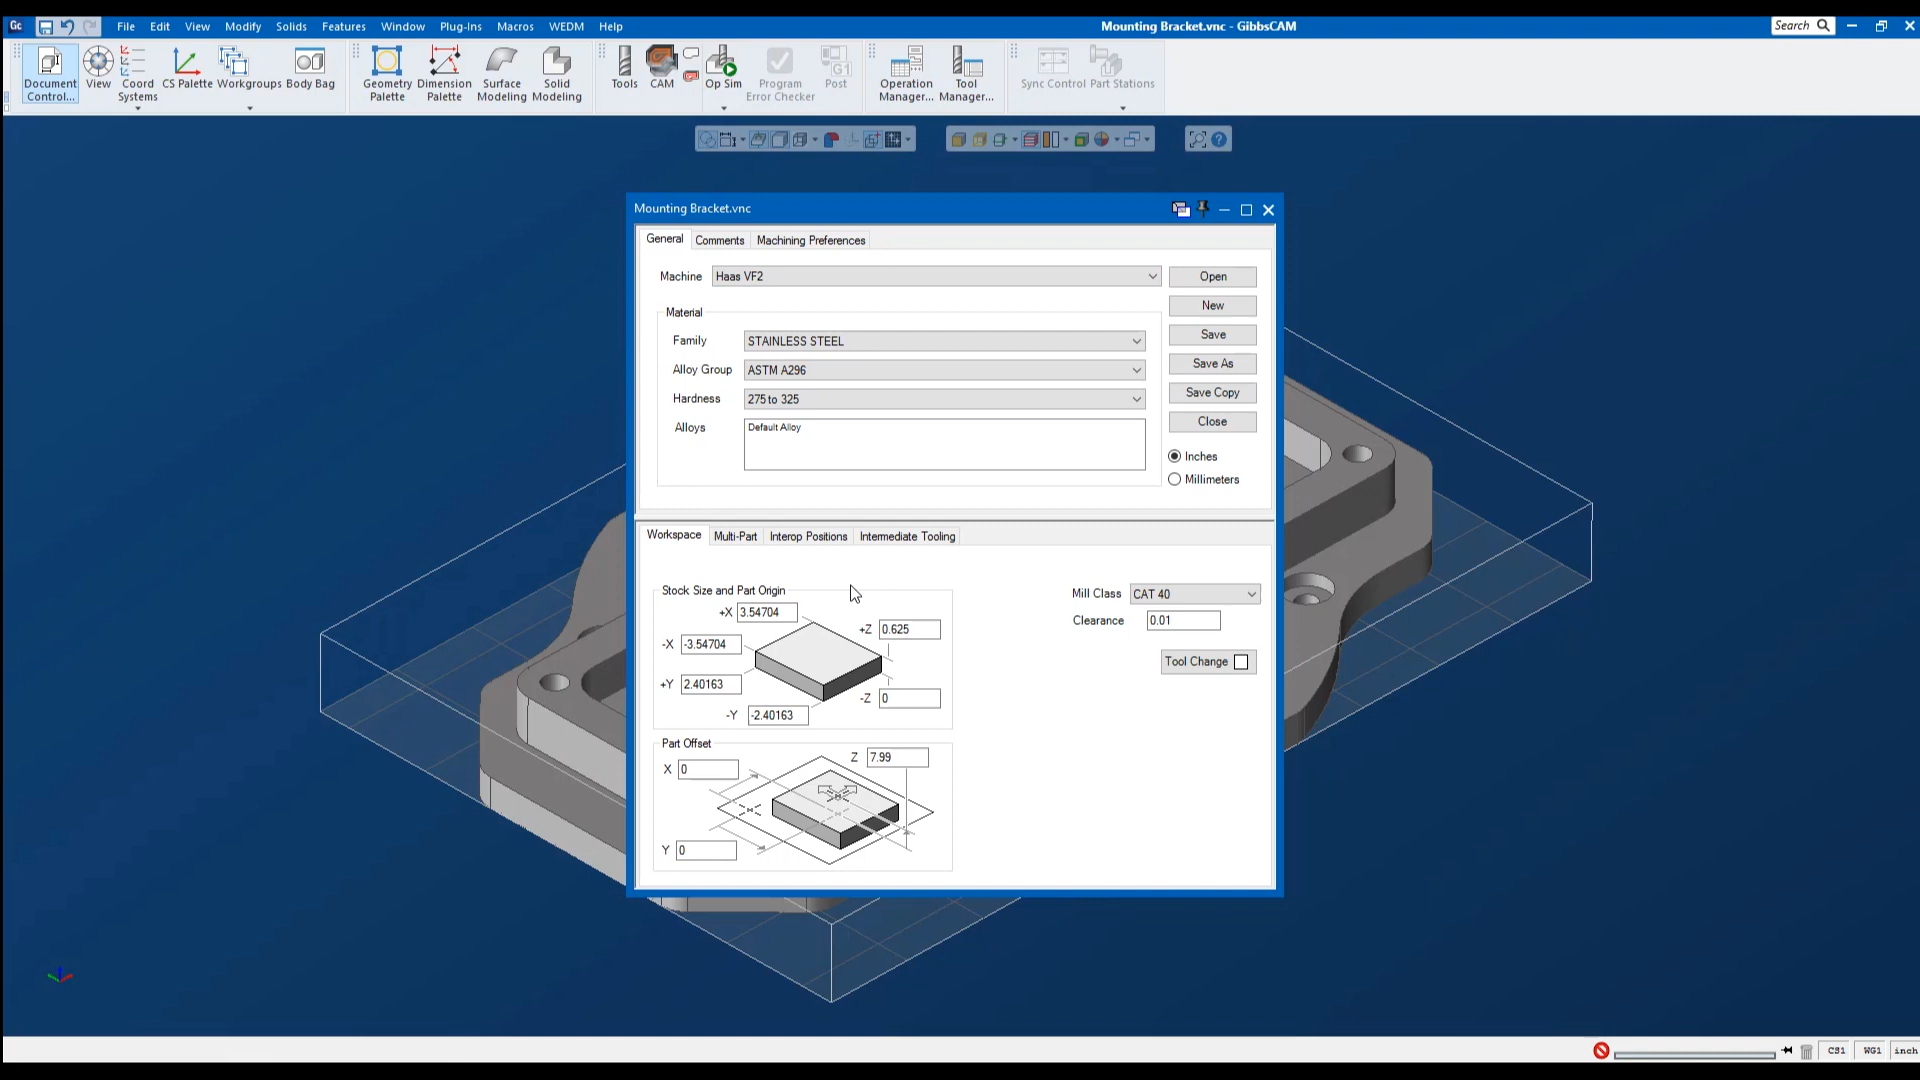 Gc File Edit View Modify Solids Features Window Plug-Ins Macros WEDM Help Mounting Bracket.vnc - GibbsCAM Search
Document Control... View Coord Systems CS Palette Workgroups Body Bag Geometry Palette Dimension Palette Surface Modeling Solid Modeling Tools CAM Op Sim Program Error Checker Post Operation Manager... Tool Manager... Sync Control Part Stations
G1
Mounting Bracket.vnc
General Comments Machining Preferences
Machine Haas VF2 Open
Material New
Family STAINLESS STEEL Save
Alloy Group ASTM A296 Save As
Hardness 275 to 325 Save Copy
Alloys Default Alloy Close
Inches
Millimeters
Workspace Multi-Part Interop Positions Intermediate Tooling
Stock Size and Part Origin Mill Class CAT 40
+X 3.54704 +Z 0.625 Clearance 0.01
-X -3.54704 Tool Change
+Y 2.40163 -Z 0
-Y -2.40163
Part Offset Z 7.99
X 0
Y 0
CS1 WG1 inch